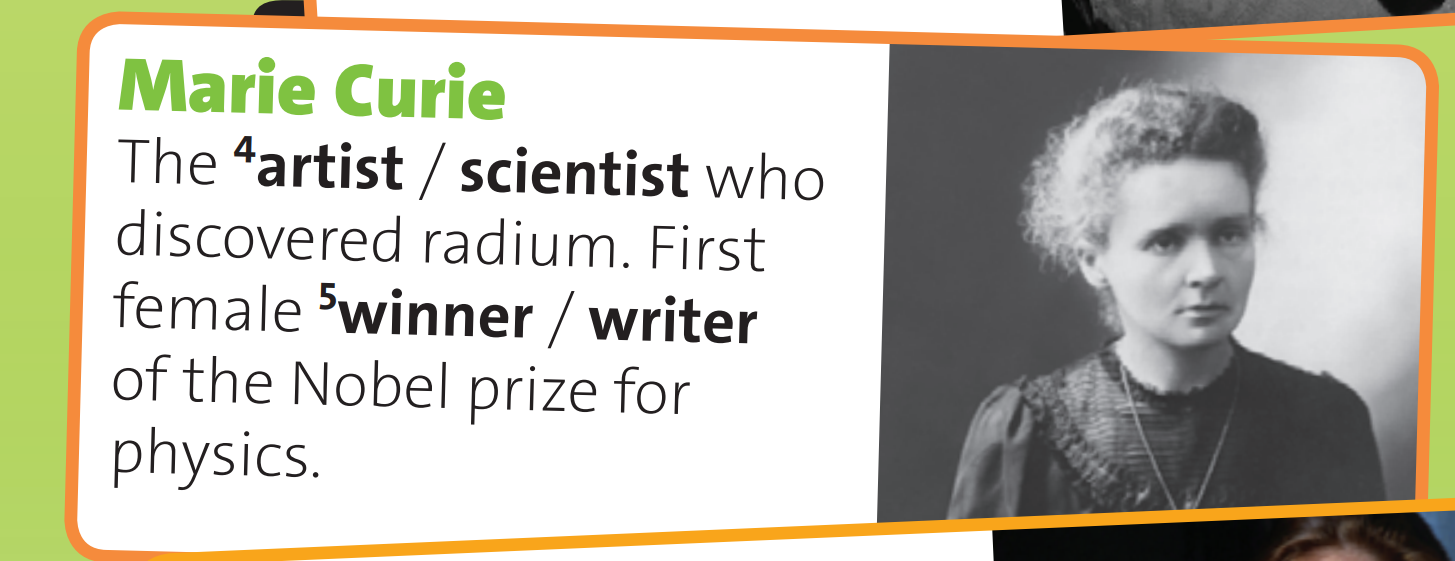 Marie Curie
The ⁴artist / scientist who
discovered radium. First
female ⁵winner / writer
of the Nobel prize for
physics.